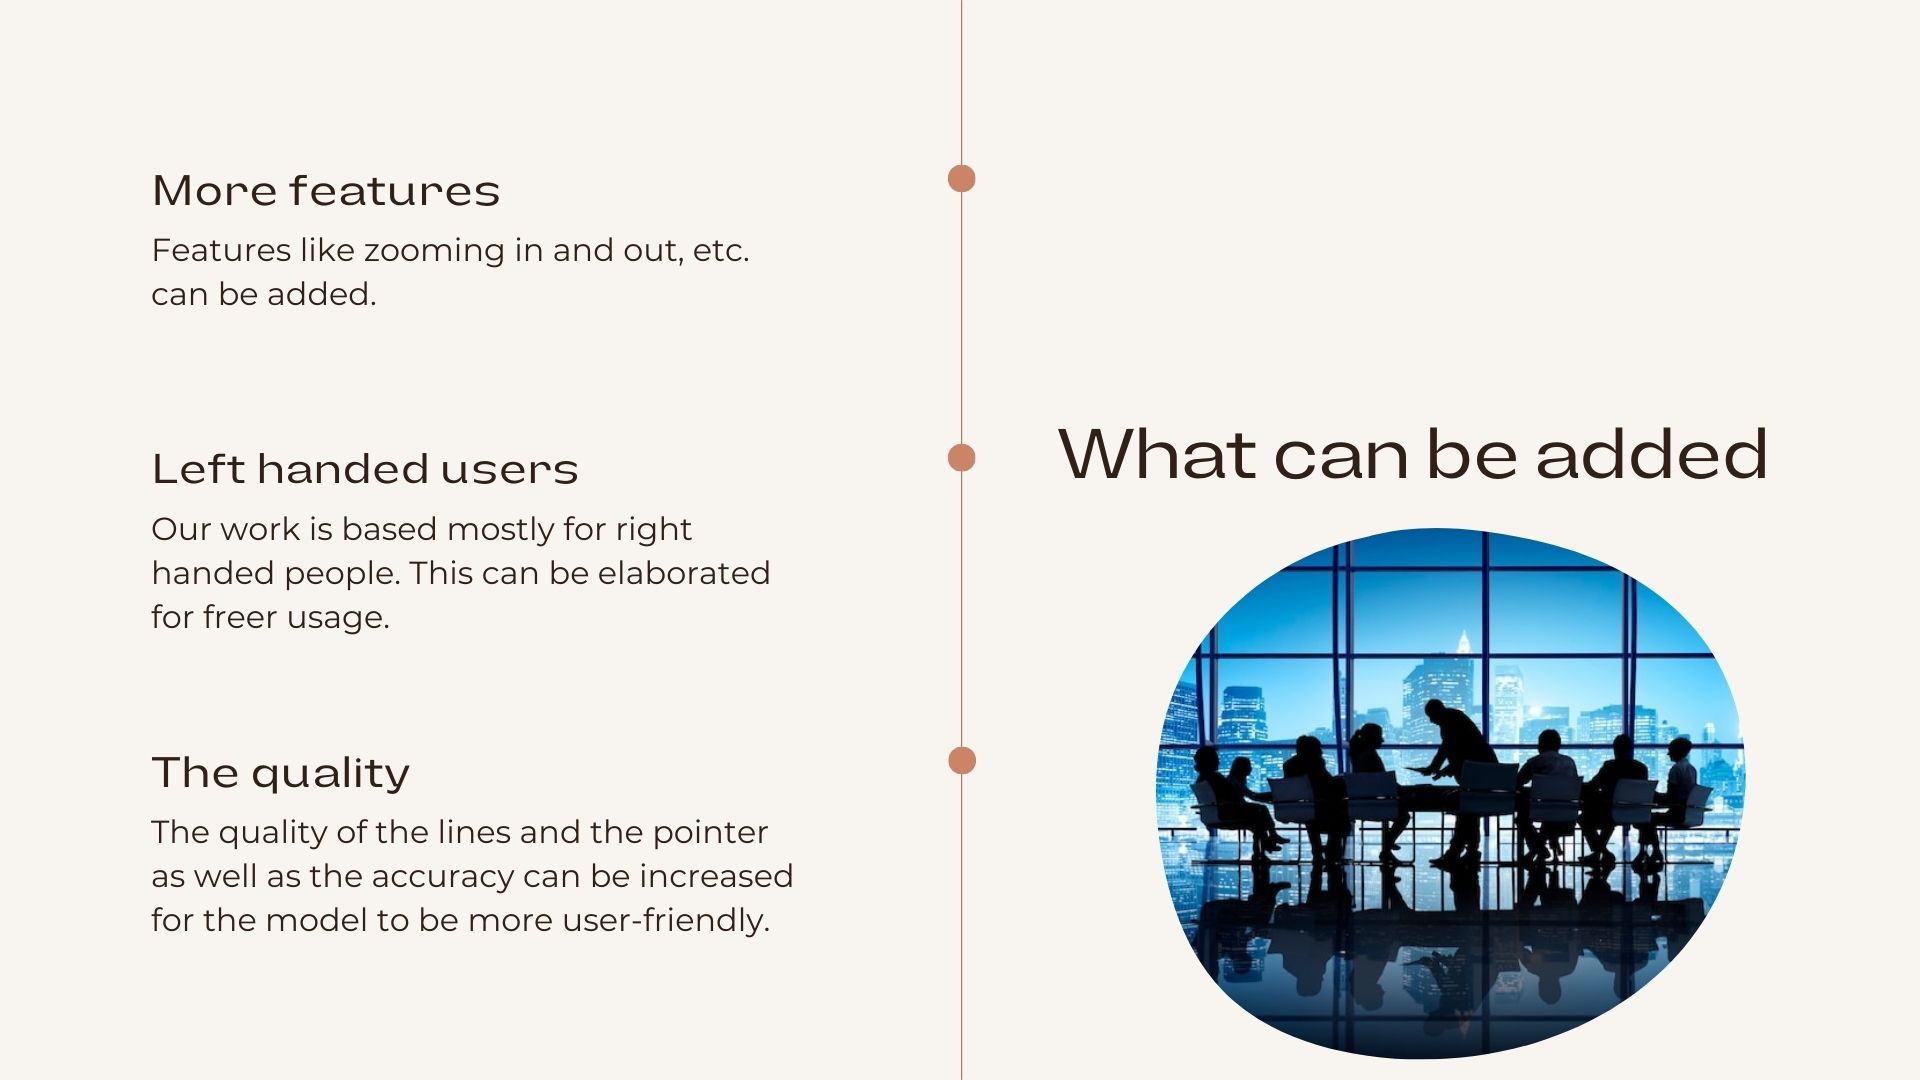 More features
Features like zooming in and out, etc.
can be added.
Left handed users
Our work is based mostly for right
handed people. This can be elaborated
for freer usage.
The quality
The quality of the lines and the pointer
as well as the accuracy can be increased
for the model to be more user-friendly.
What can be added